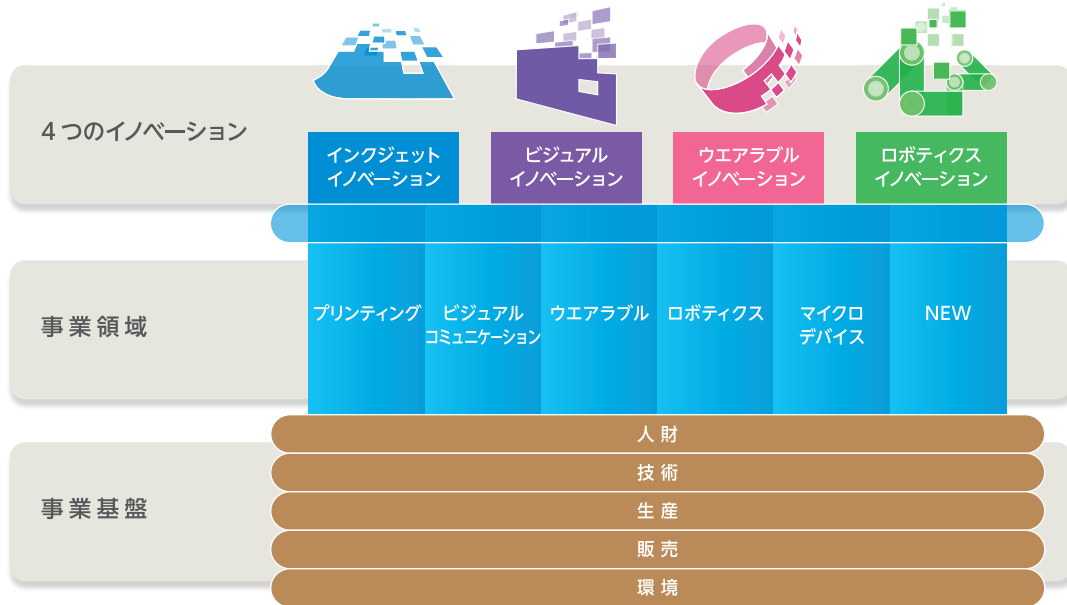 4つのイノベーション
インクジェット
イノベーション
ビジュアル
イノベーション
ウエアラブル
イノベーション
ロボティクス
イノベーション
事業領域
プリンティング
ビジュアル
コミュニケーション
ウエアラブル
ロボティクス
マイクロ
デバイス
NEW
事業基盤
人財
技術
生産
販売
環境